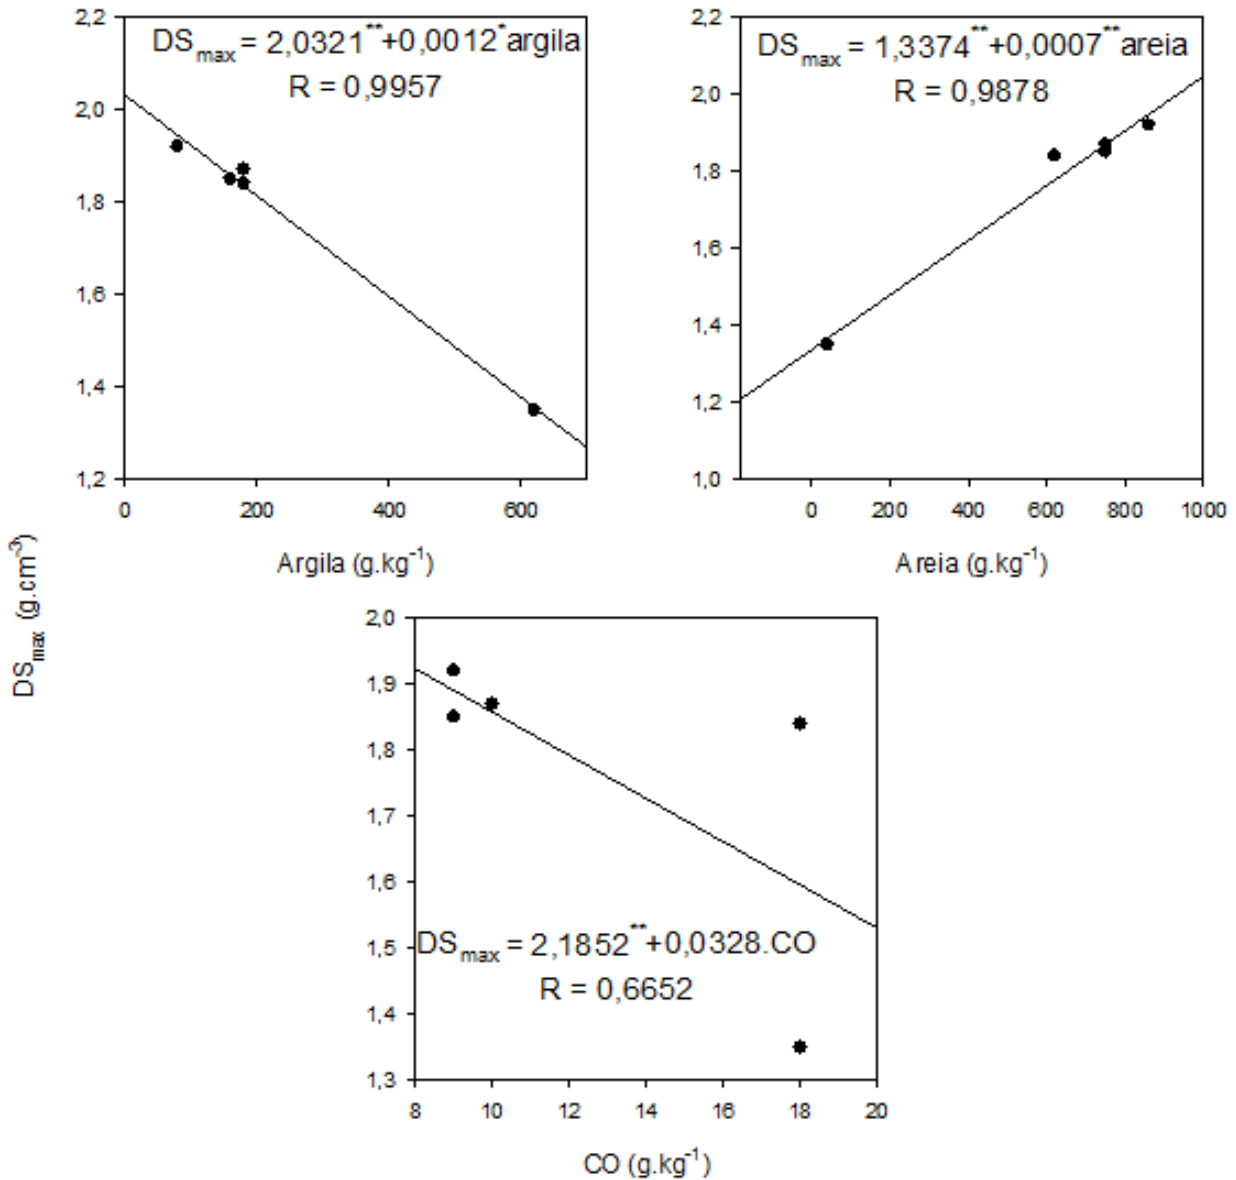 DSmax = 2,0321**+0,0012*argila
R = 0,9957
2,2
2,0
1,8
1,6
1,4
1,2
0 200 400 600
Argila (g.kg-1)
DSmax = 1,3374**+0,0007**areia
R = 0,9878
2,2
2,0
1,8
1,6
1,4
1,2
1,0
0 200 400 600 800 1000
Areia (g.kg-1)
DSmax (g.cm-3)
2,0
1,9
1,8
1,7
1,6
1,5
1,4
1,3
DSmax = 2,1852**+0,0328.CO
R = 0,6652
8 10 12 14 16 18 20
CO (g.kg-1)